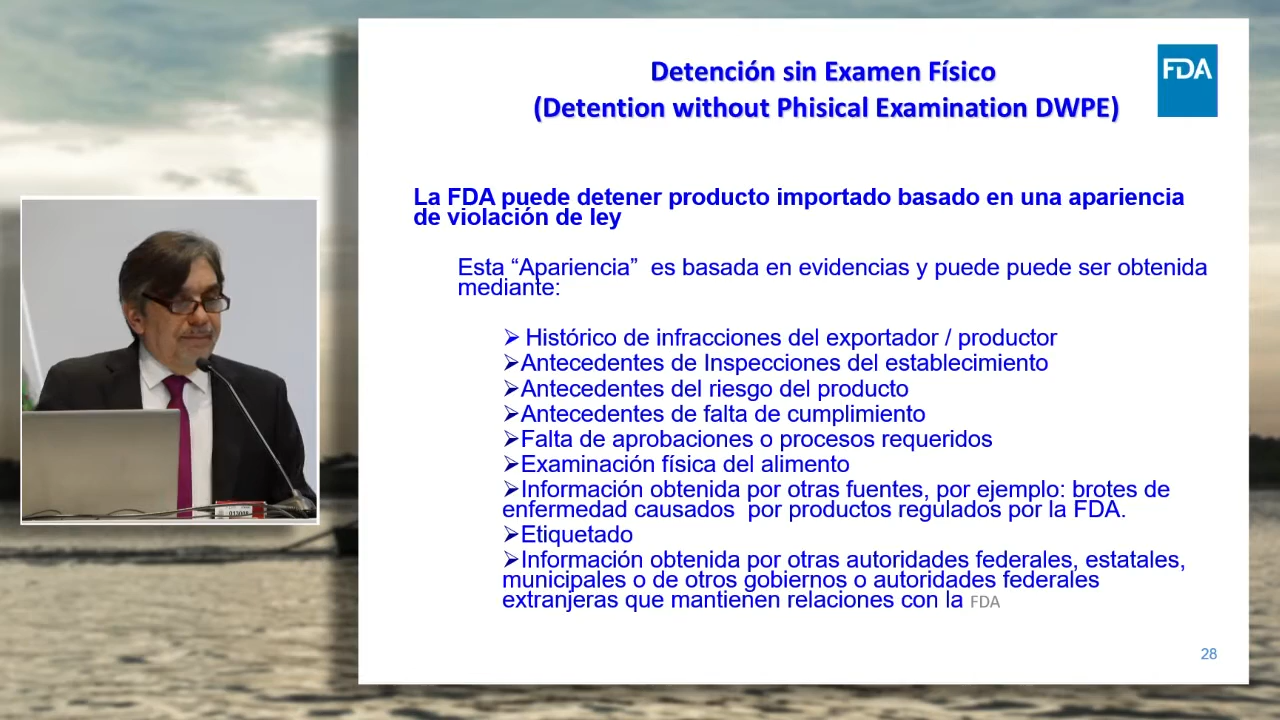 Detención sin Examen Físico
(Detention without Phisical Examination DWPE)
FDA
La FDA puede detener producto importado basado en una apariencia
de violación de ley
Esta “Apariencia” es basada en evidencias y puede puede ser obtenida
mediante:
Histórico de infracciones del exportador / productor
Antecedentes de Inspecciones del establecimiento
Antecedentes del riesgo del producto
Antecedentes de falta de cumplimiento
Falta de aprobaciones o procesos requeridos
Examinación física del alimento
Información obtenida por otras fuentes, por ejemplo: brotes de
enfermedad causados por productos regulados por la FDA.
Etiquetado
Información obtenida por otras autoridades federales, estatales,
municipales o de otros gobiernos o autoridades federales
extranjeras que mantienen relaciones con la FDA
28